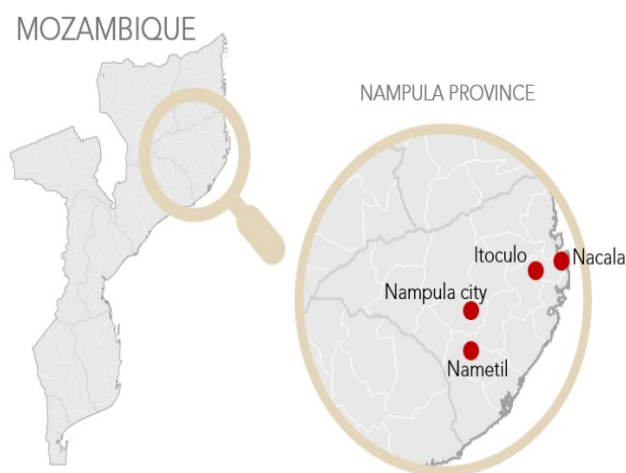 MOZAMBIQUE
NAMPULA PROVINCE
Itoculo
Nacala
Nampula city
Nametil